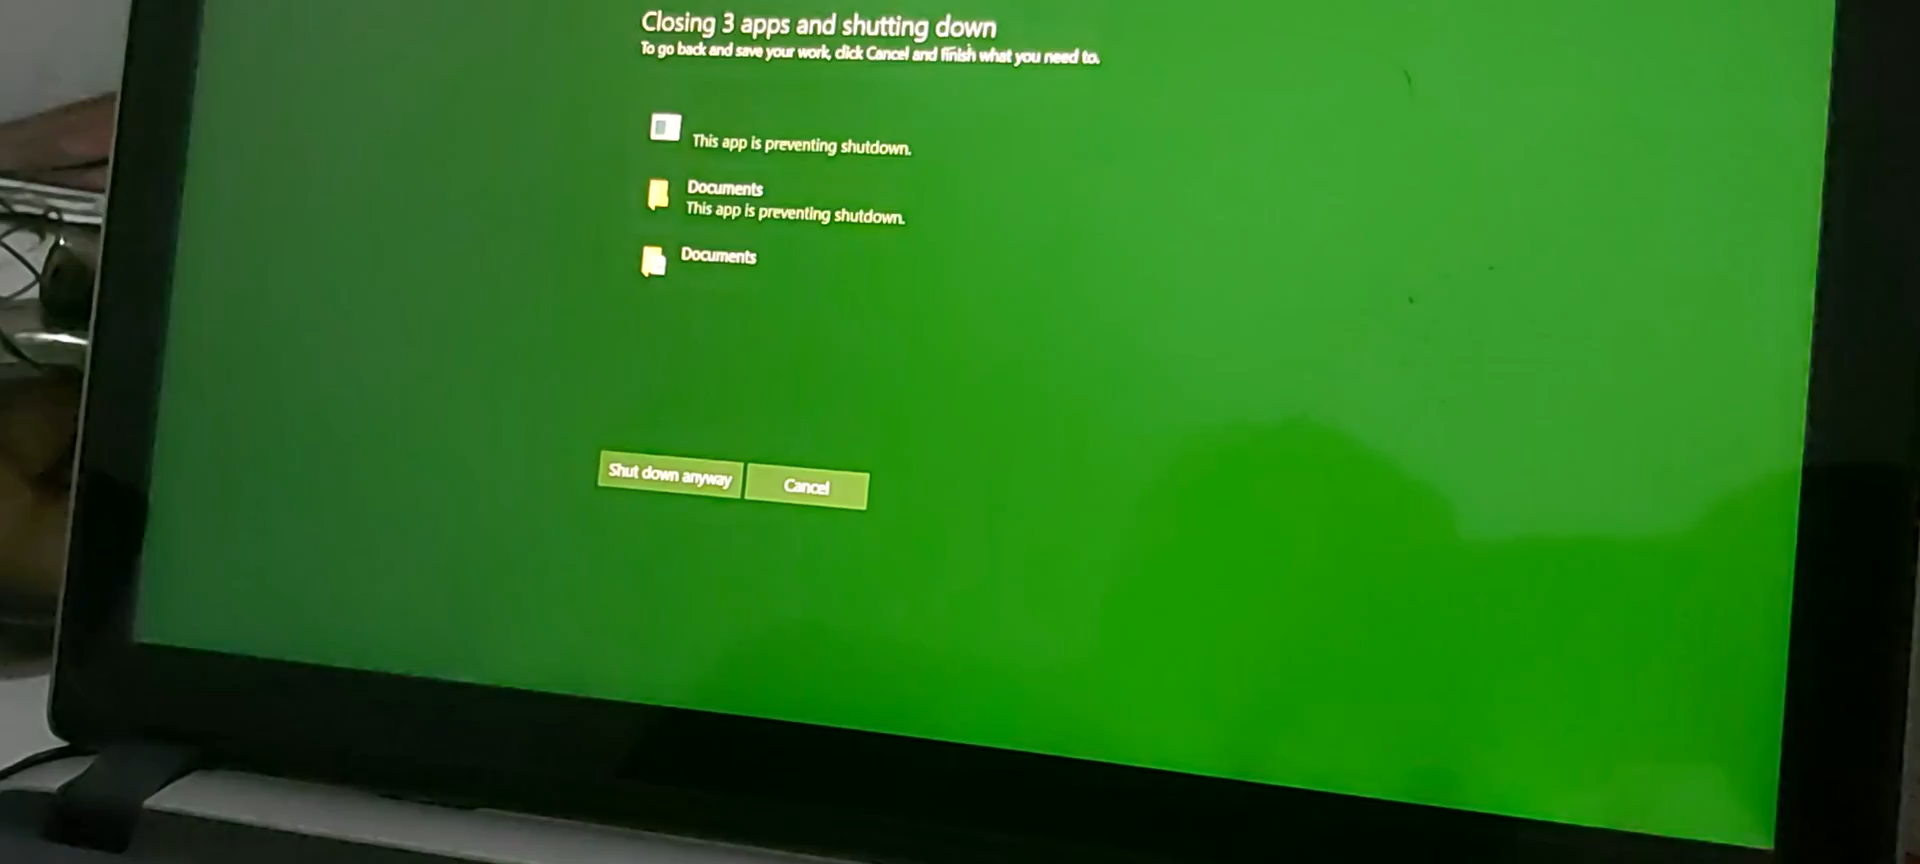 Closing 3 apps and shutting down
To go back and save your work, click Cancel and finish what you need to.
This app is preventing shutdown.
Documents
This app is preventing shutdown.
Documents
Shut down anyway
Cancel